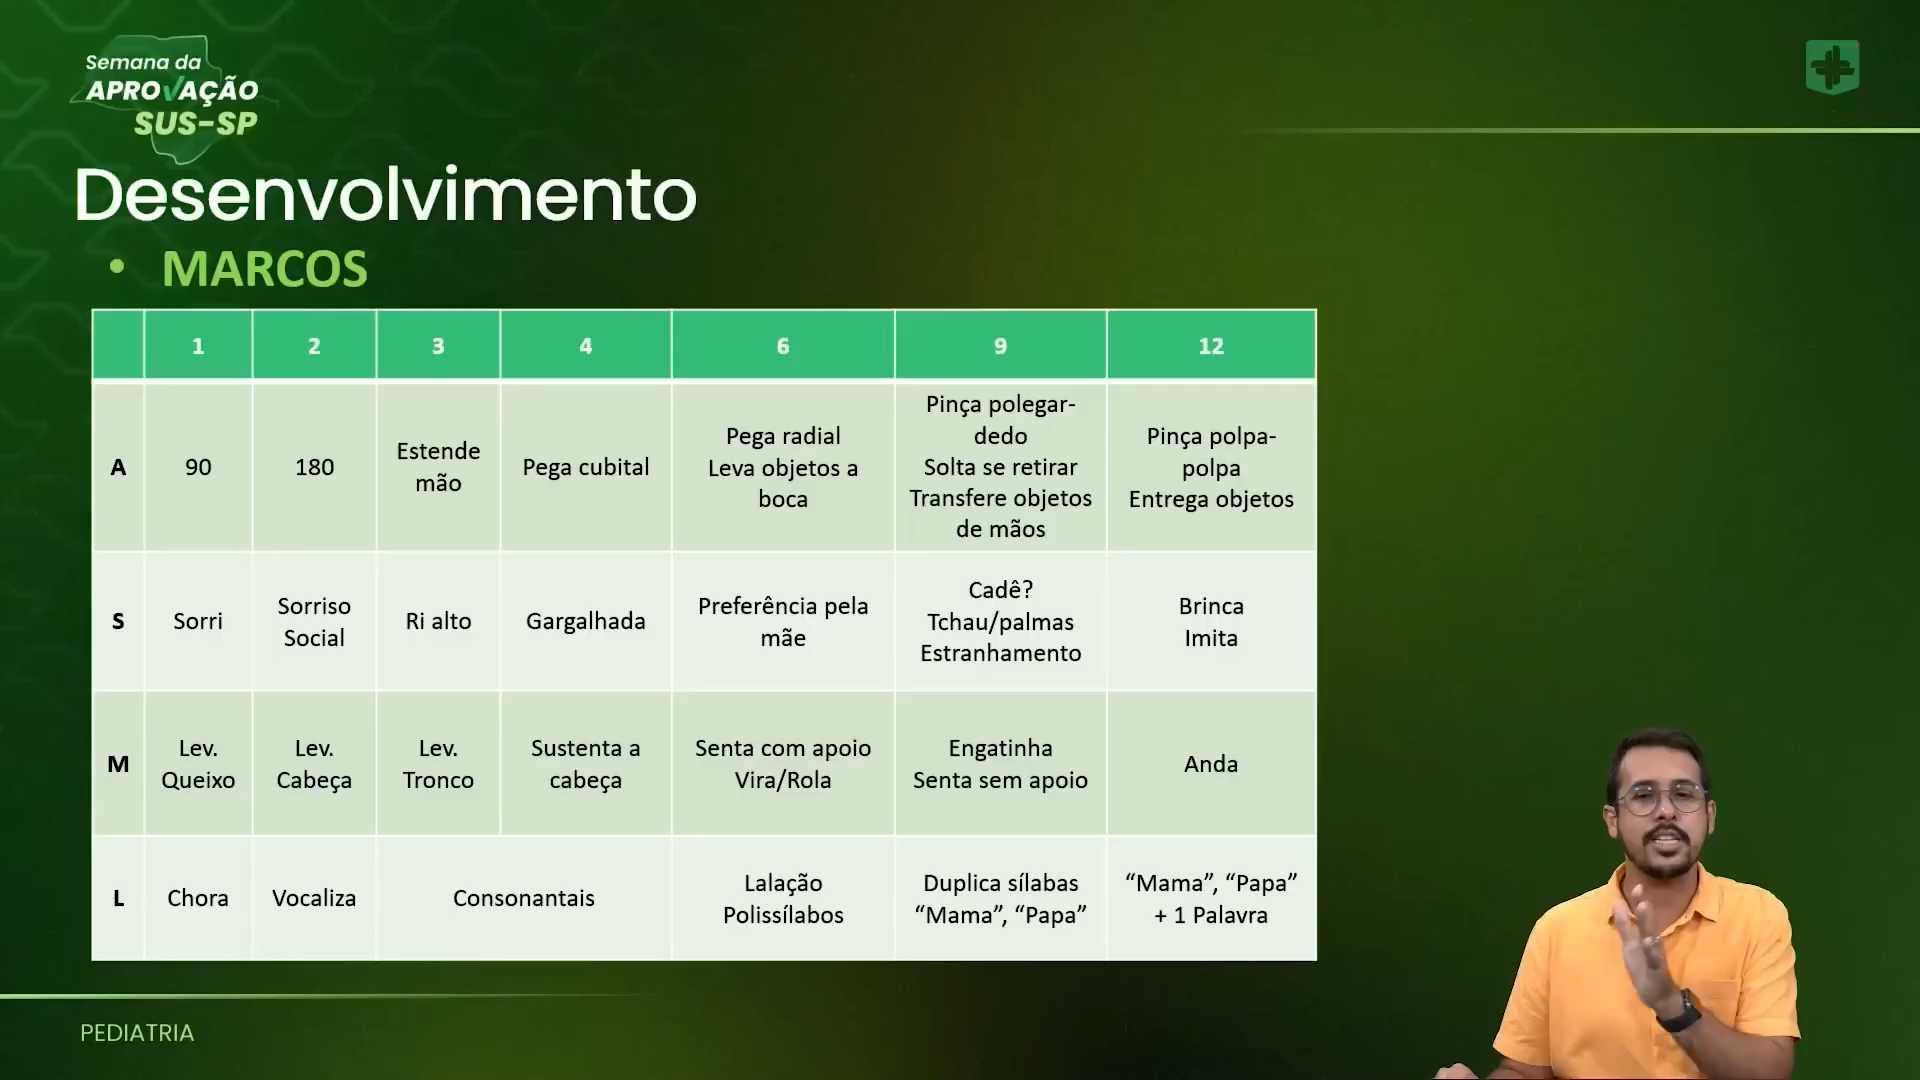 Semana da
APROVAÇÃO
SUS-SP
Desenvolvimento
• MARCOS
1 2 3 4 6 9 12
A
90
180
Estende
mão
Pega cubital
Pega radial
Leva objetos a
boca
Pinça polegar-
dedo
Solta se retirar
Transfere objetos
de mãos
Pinça polpa-
polpa
Entrega objetos
S
Sorri
Sorriso
Social
Ri alto
Gargalhada
Preferência pela
mãe
Cadê?
Tchau/palmas
Estranhamento
Brinca
Imita
M
Lev.
Queixo
Lev.
Cabeça
Lev.
Tronco
Sustenta a
cabeça
Senta com apoio
Vira/Rola
Engatinha
Senta sem apoio
Anda
L
Chora
Vocaliza
Consonantais
Lalação
Polissílabos
Duplica sílabas
“Mama”, “Papa”
“Mama”, “Papa”
+ 1 Palavra
PEDIATRIA